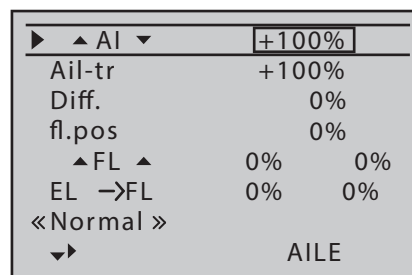 ▶ ▲ AI ▼ +100%
Ail-tr +100%
Diff. 0%
fl.pos 0%
▲ FL ▲ 0% 0%
EL →FL 0% 0%
«Normal »
▼▶ AILE